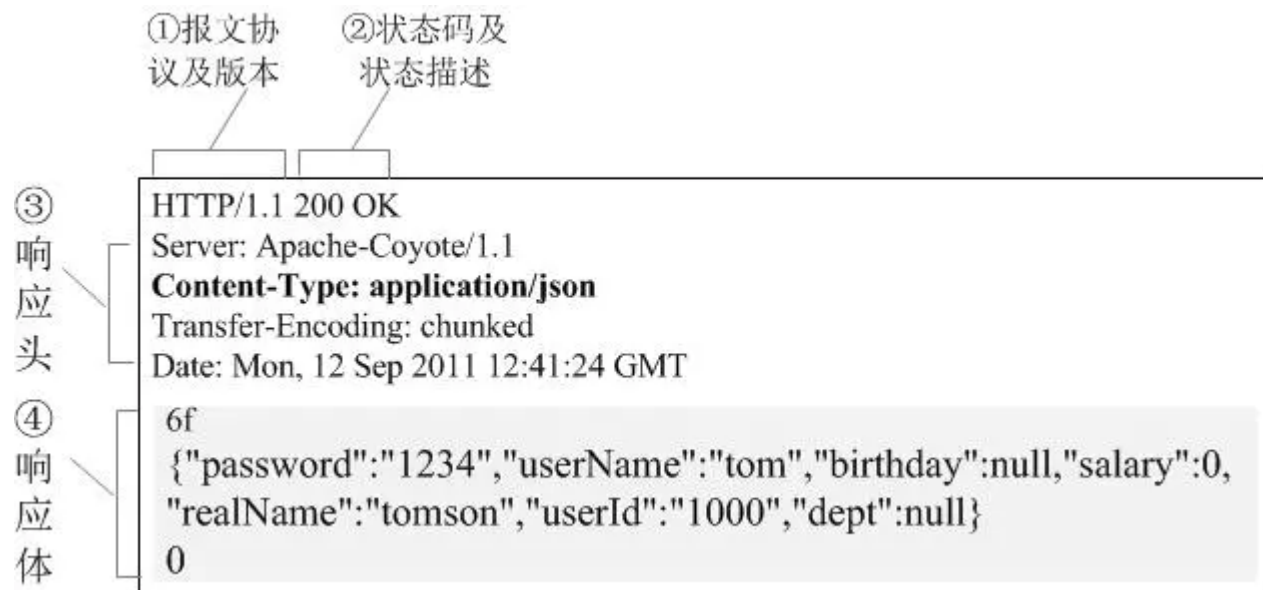 ①报文协
议及版本
②状态码及
状态描述
HTTP/1.1 200 OK
③
响
应
头
Server: Apache-Coyote/1.1
Content-Type: application/json
Transfer-Encoding: chunked
Date: Mon, 12 Sep 2011 12:41:24 GMT
④
响
应
体
6f
{"password":"1234","userName":"tom","birthday":null,"salary":0,
"realName":"tomson","userId":"1000","dept":null}
0